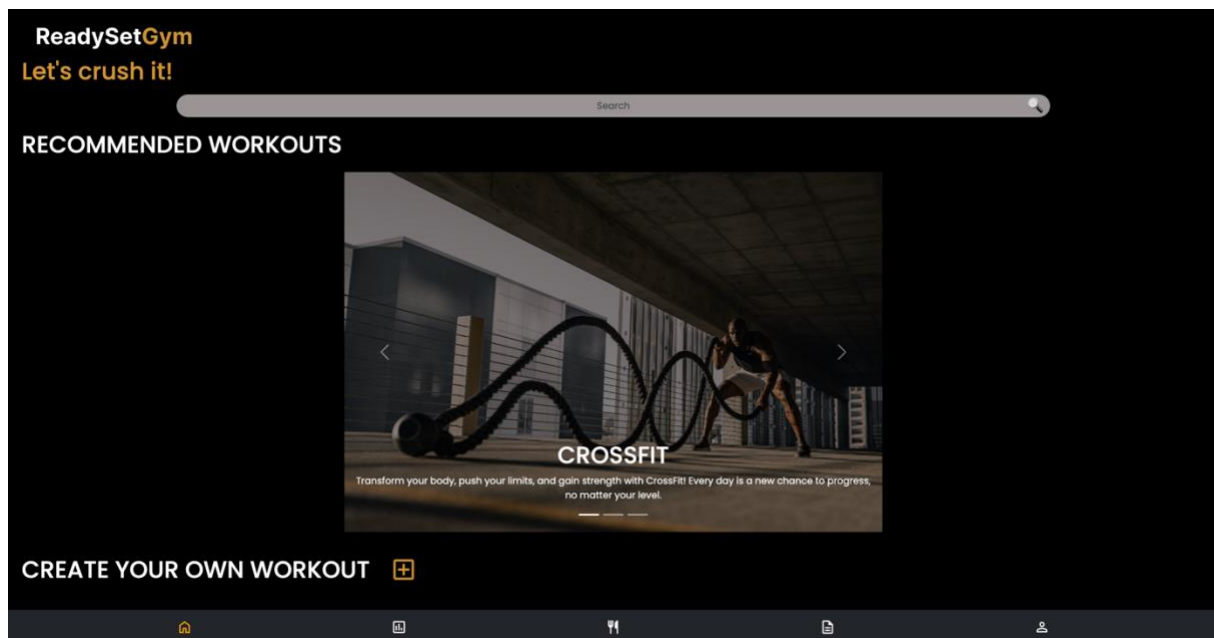 ReadySetGym
Let's crush it!
Search
RECOMMENDED WORKOUTS
CROSSFIT
Transform your body, push your limits, and gain strength with CrossFit! Every day is a new chance to progress,
no matter your level.
CREATE YOUR OWN WORKOUT